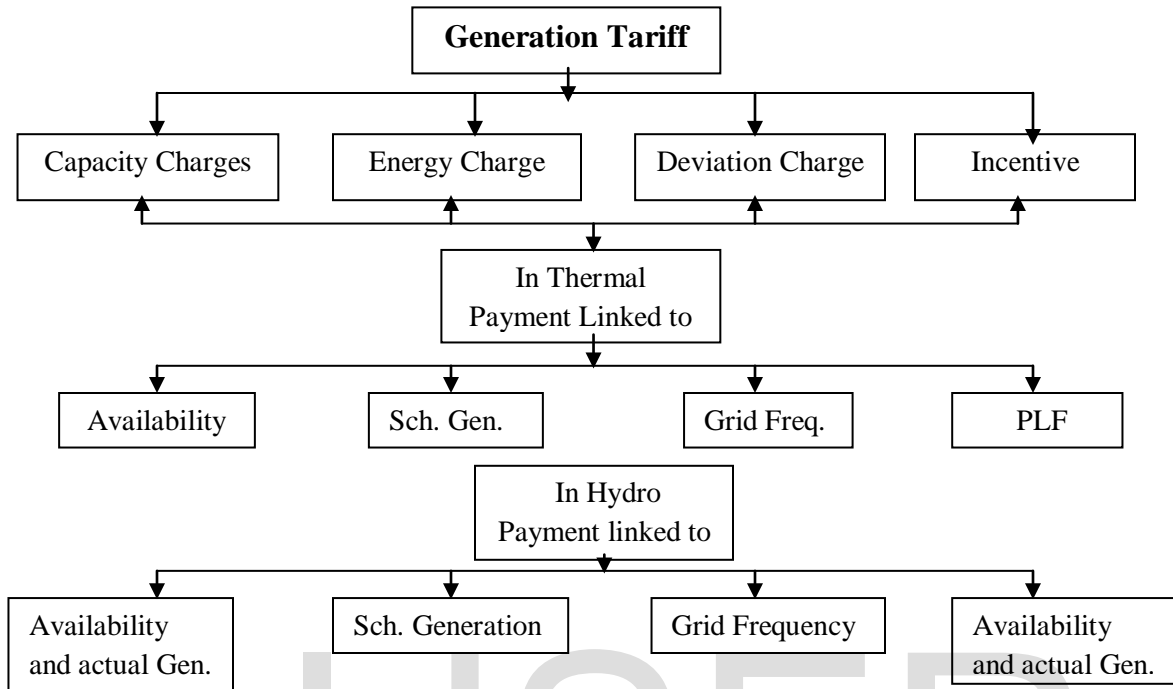 Generation Tariff
Capacity Charges
Energy Charge
Deviation Charge
Incentive
In Thermal
Payment Linked to
Availability
Sch. Gen.
Grid Freq.
PLF
In Hydro
Payment linked to
Availability
and actual Gen.
Sch. Generation
Grid Frequency
Availability
and actual Gen.